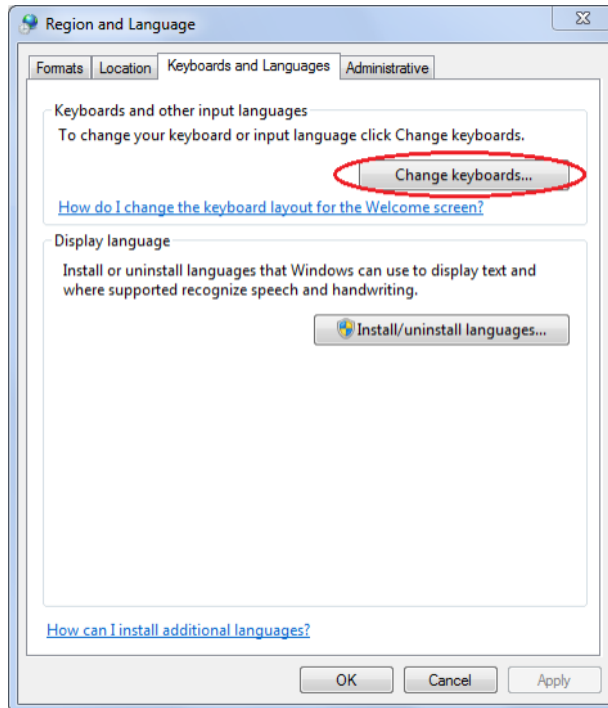 Region and Language
Formats Location Keyboards and Languages Administrative
Keyboards and other input languages
To change your keyboard or input language click Change keyboards.
Change keyboards...
How do I change the keyboard layout for the Welcome screen?
Display language
Install or uninstall languages that Windows can use to display text and
where supported recognize speech and handwriting.
Install/uninstall languages...
How can I install additional languages?
OK Cancel Apply